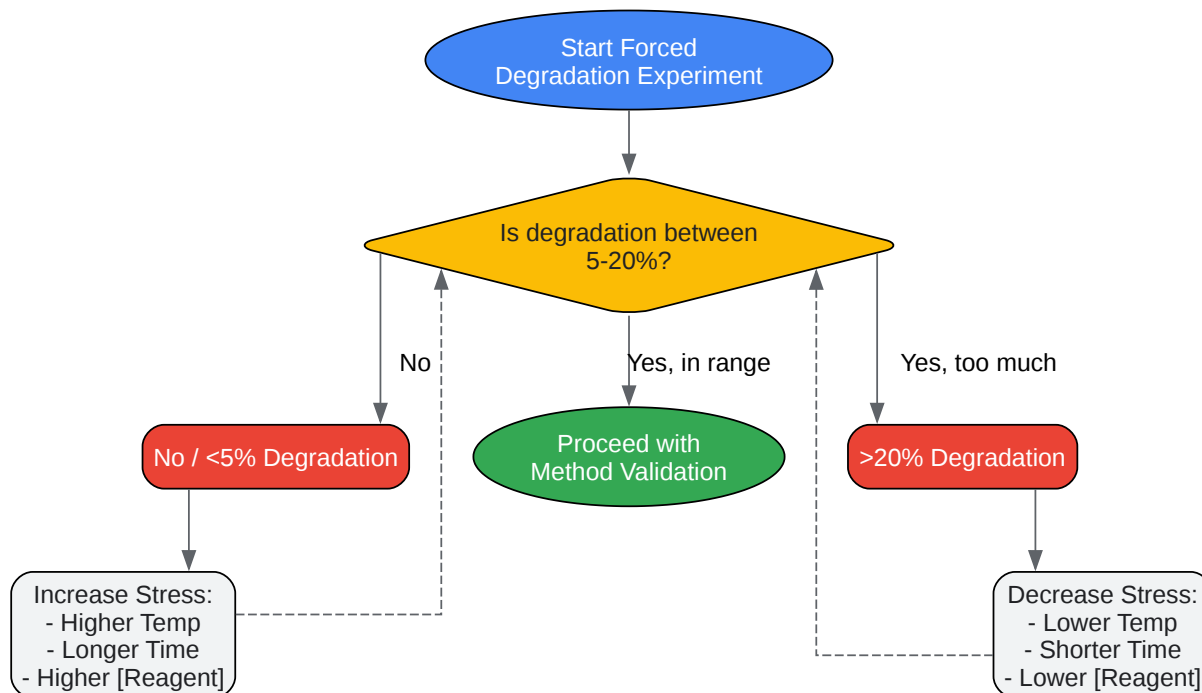 Start Forced
Degradation Experiment
Is degradation between
5-20%?
No
Yes, in range
Yes, too much
No / <5% Degradation
Proceed with
Method Validation
>20% Degradation
Increase Stress:
- Higher Temp
- Longer Time
- Higher [Reagent]
Decrease Stress:
- Lower Temp
- Shorter Time
- Lower [Reagent]